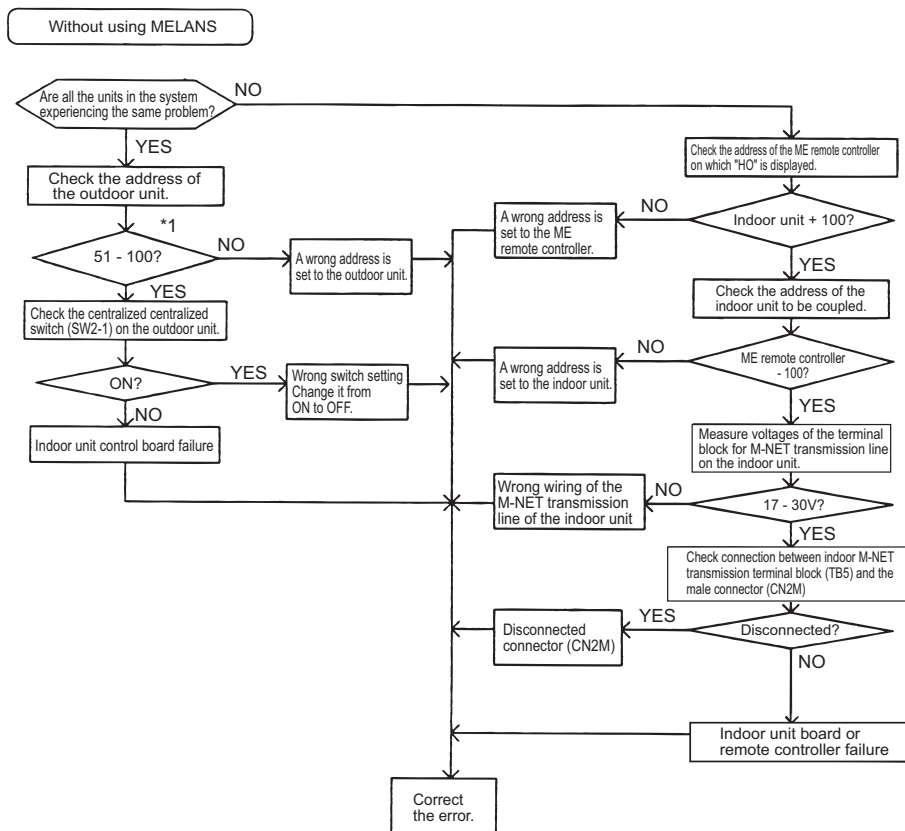 Without using MELANS
Are all the units in the system
experiencing the same problem?
NO
YES
Check the address of
the outdoor unit.
*1
51 - 100?
NO
A wrong address is
set to the outdoor unit.
YES
Check the centralized centralized
switch (SW2-1) on the outdoor unit.
ON?
YES
Wrong switch setting
Change it from
ON to OFF.
NO
Indoor unit control board failure
Check the address of the ME remote controller
on which "HO" is displayed.
Indoor unit + 100?
NO
A wrong address is
set to the ME
remote controller.
YES
Check the address of the
indoor unit to be coupled.
ME remote controller
- 100?
NO
A wrong address is
set to the indoor unit.
YES
Measure voltages of the terminal
block for M-NET transmission line
on the indoor unit.
17 - 30V?
NO
Wrong wiring of the
M-NET transmission
line of the indoor unit
YES
Check connection between indoor M-NET
transmission terminal block (TB5) and the
male connector (CN2M)
Disconnected?
YES
Disconnected
connector (CN2M)
NO
Indoor unit board or
remote controller failure
Correct
the error.